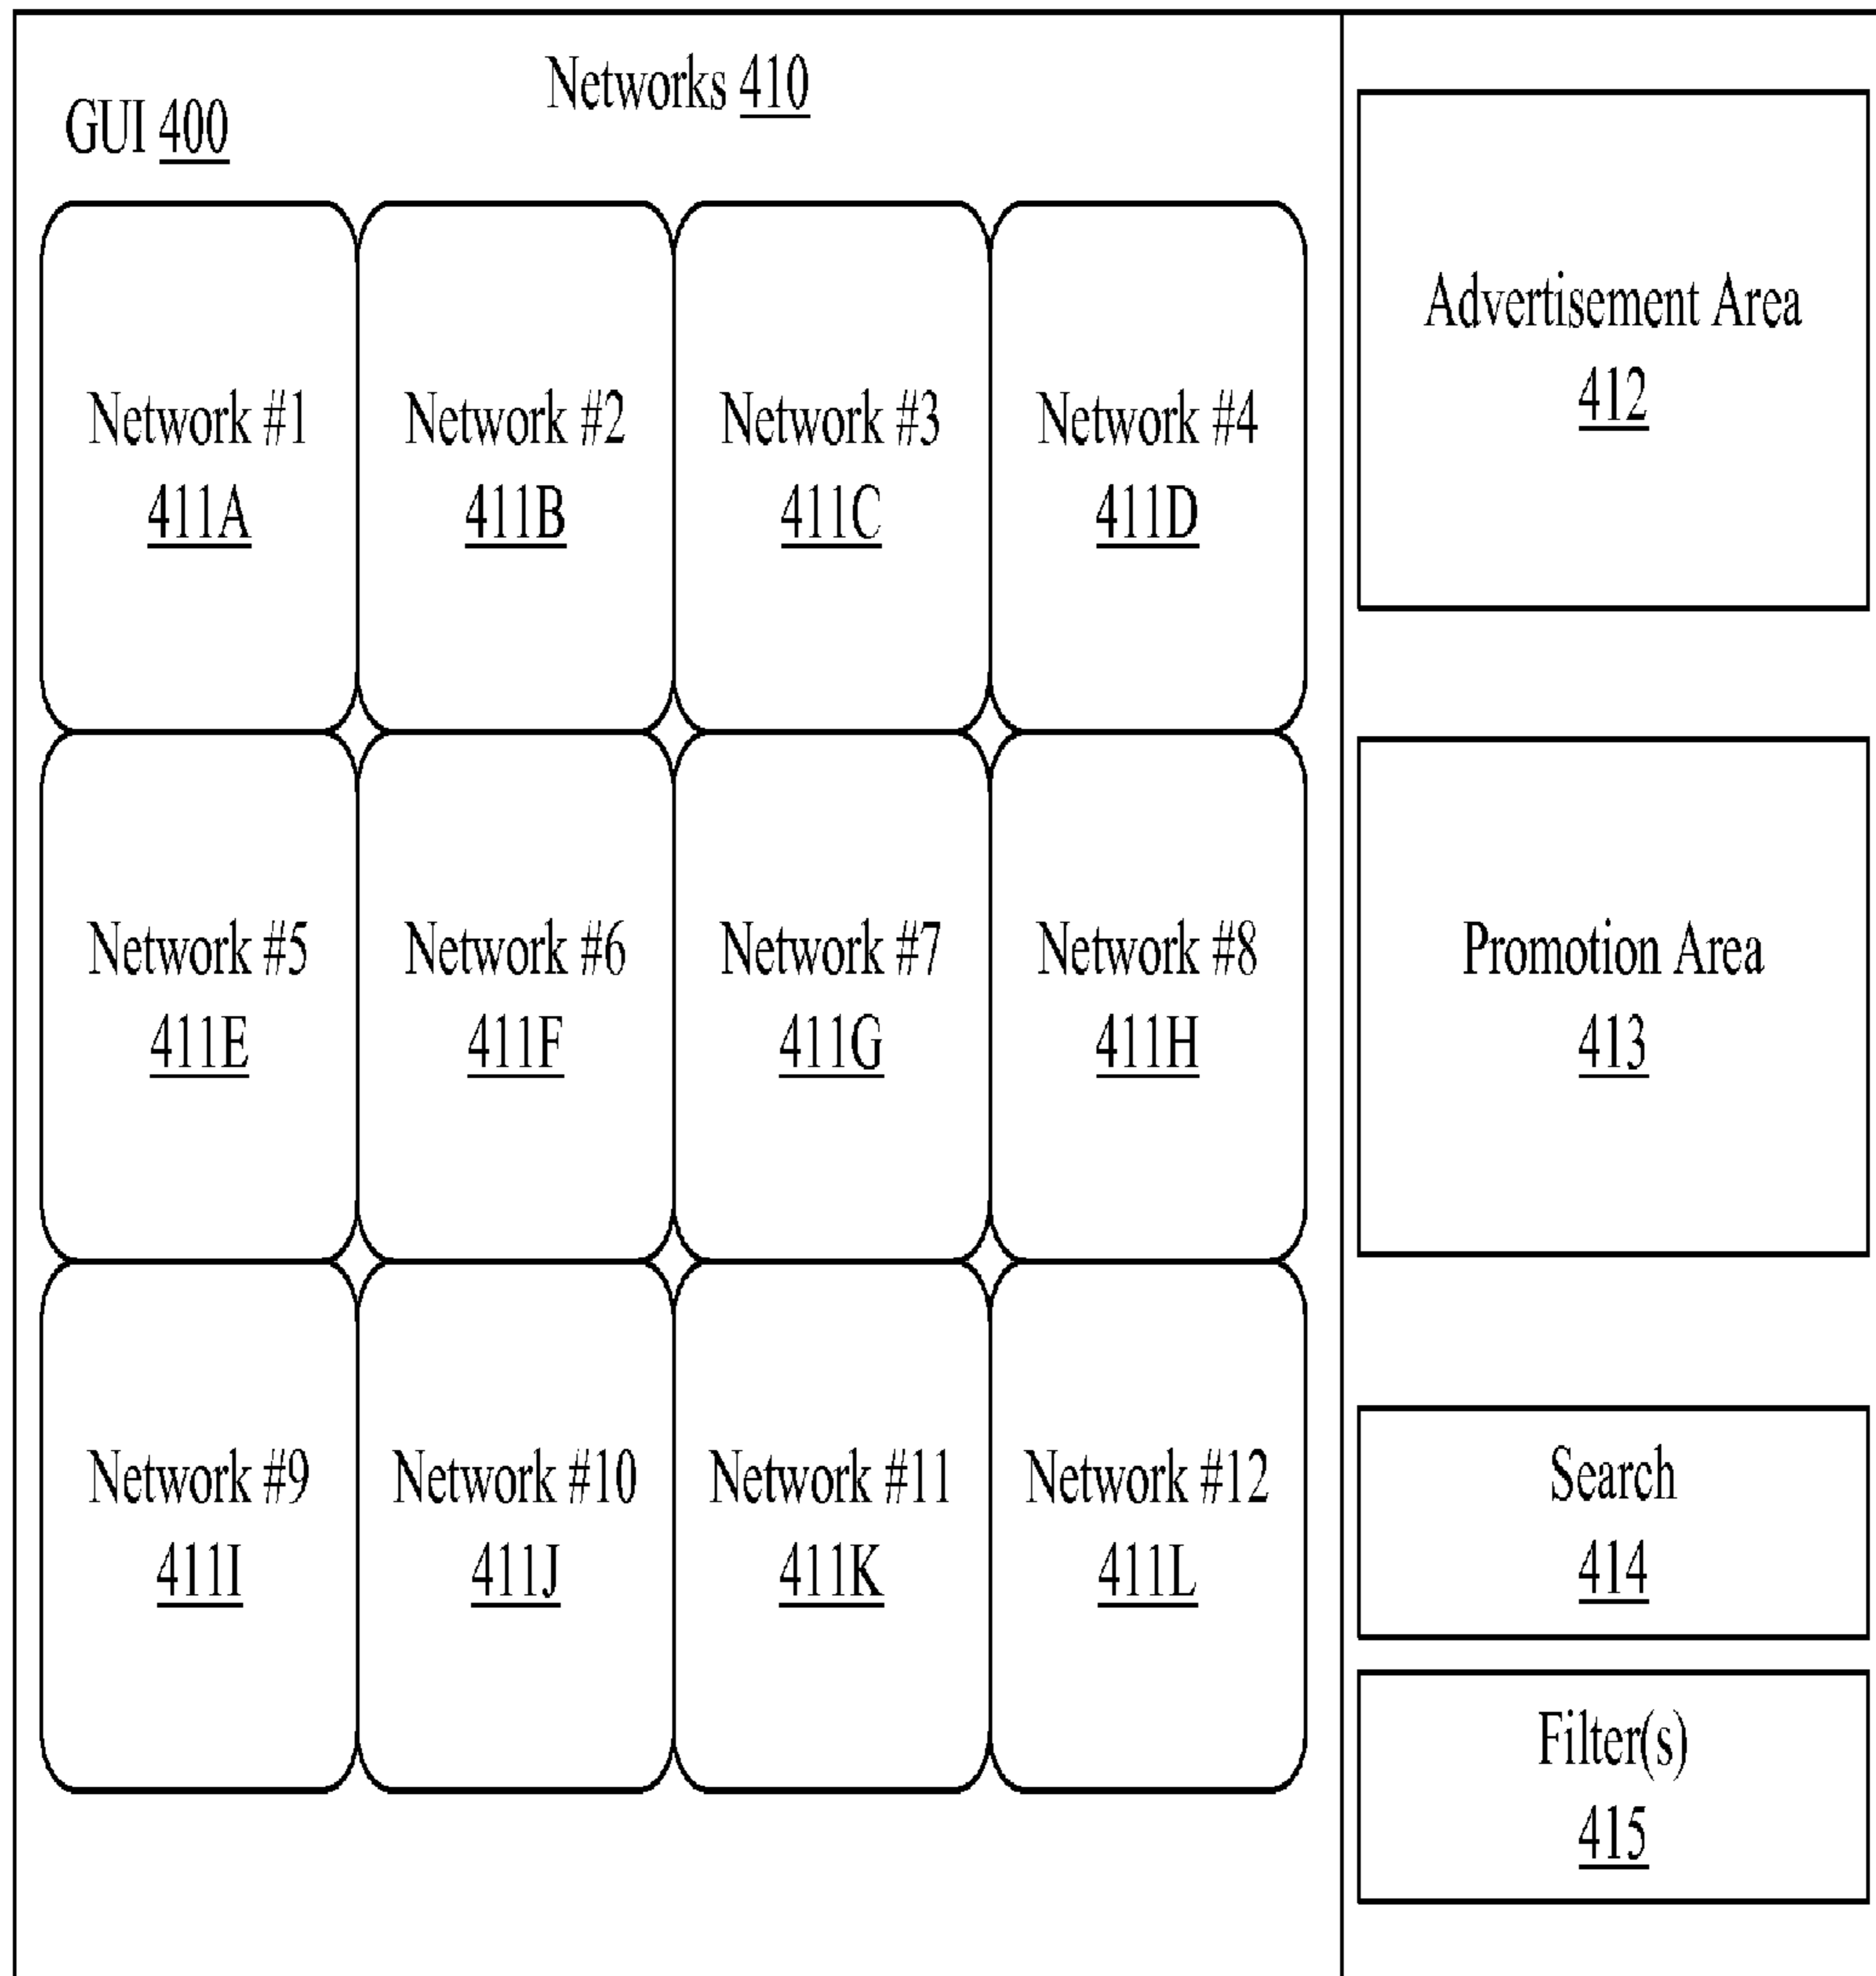 Networks 410
GUI 400
Network #1
411A
Network #2
411B
Network #3
411C
Network #4
411D
Network #5
411E
Network #6
411F
Network #7
411G
Network #8
411H
Network #9
411I
Network #10
411J
Network #11
411K
Network #12
411L
Advertisement Area
412
Promotion Area
413
Search
414
Filter(s)
415